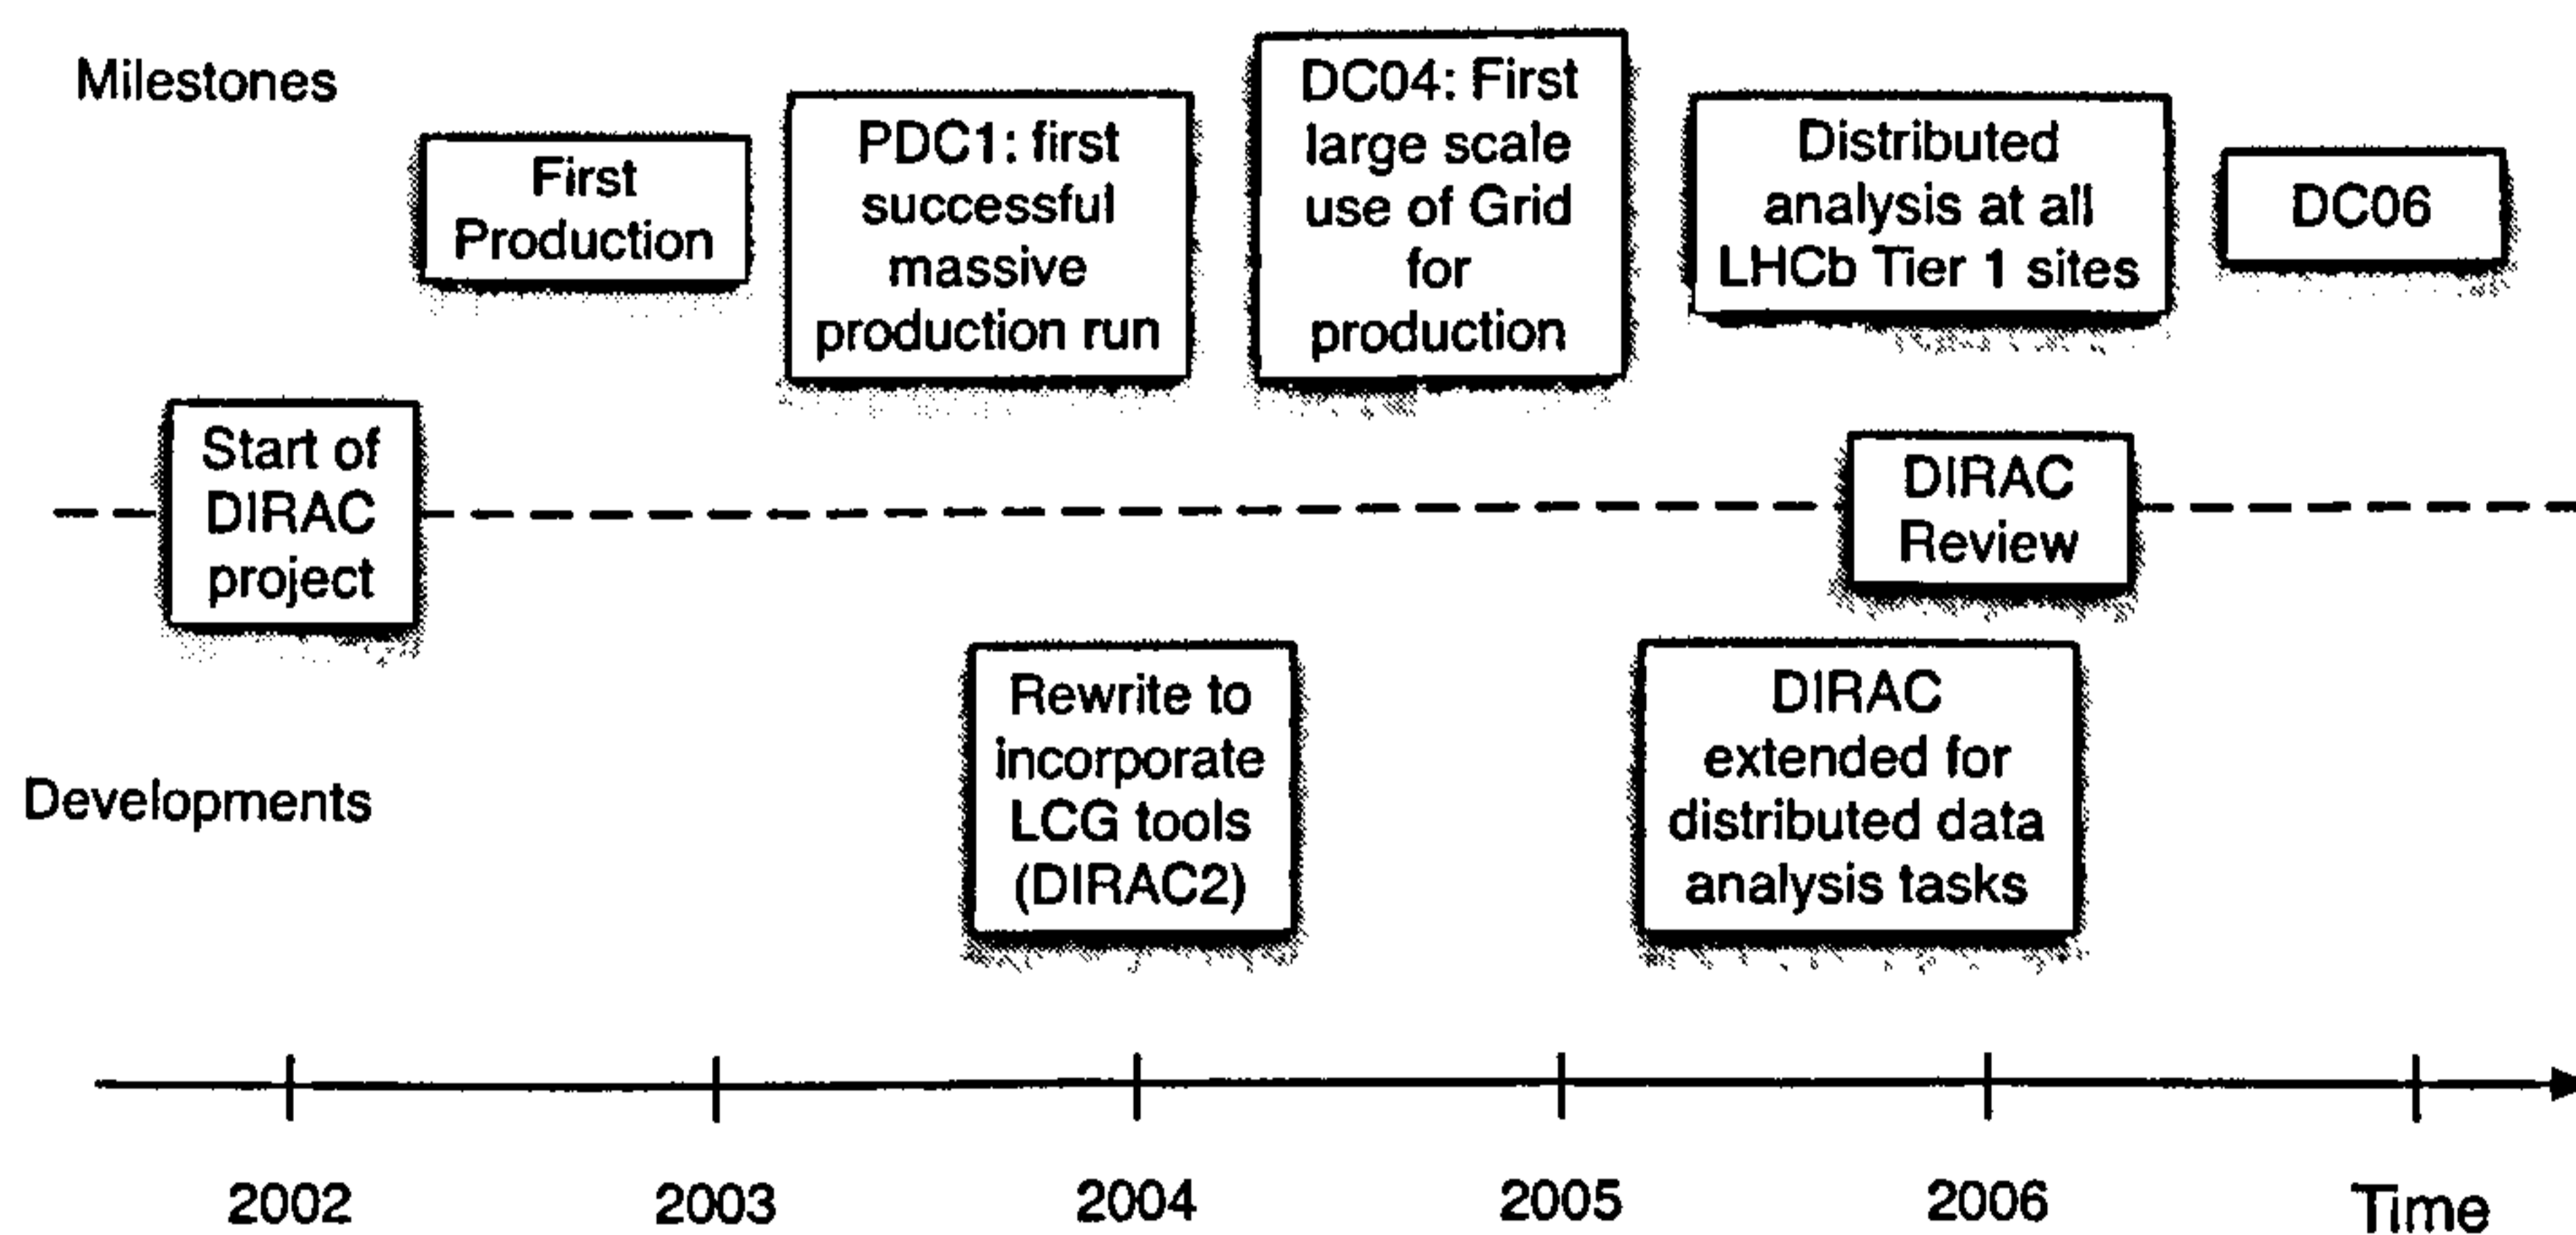 Milestones
First
Production
PDC1: first
successful
massive
production run
DC04: First
large scale
use of Grid
for
production
Distributed
analysis at all
LHCb Tier 1 sites
DC06
Start of
DIRAC
project
DIRAC
Review
Developments
Rewrite to
incorporate
LCG tools
(DIRAC2)
DIRAC
extended for
distributed data
analysis tasks
2002
2003
2004
2005
2006
Time